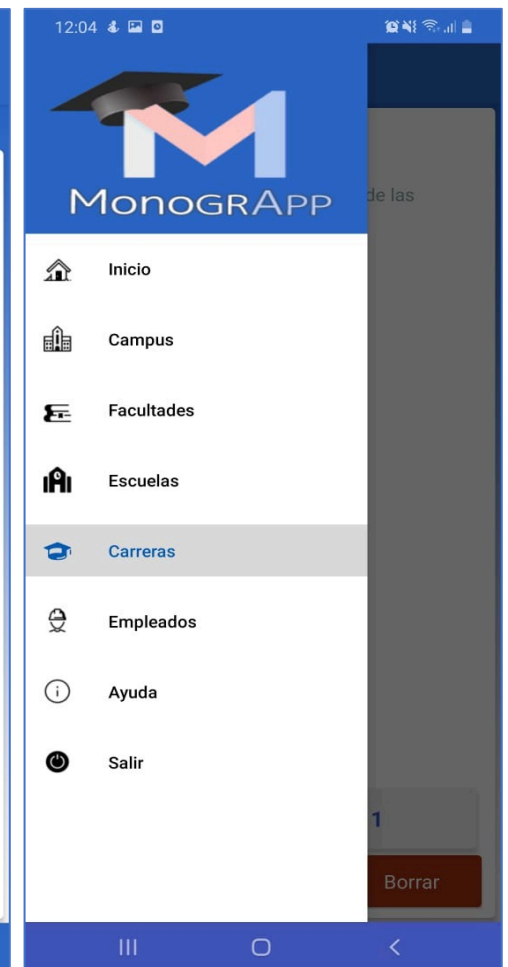 12:04
MonoGRApp
de las
Inicio
Campus
Facultades
Escuelas
Carreras
Empleados
Ayuda
Salir
1
Borrar